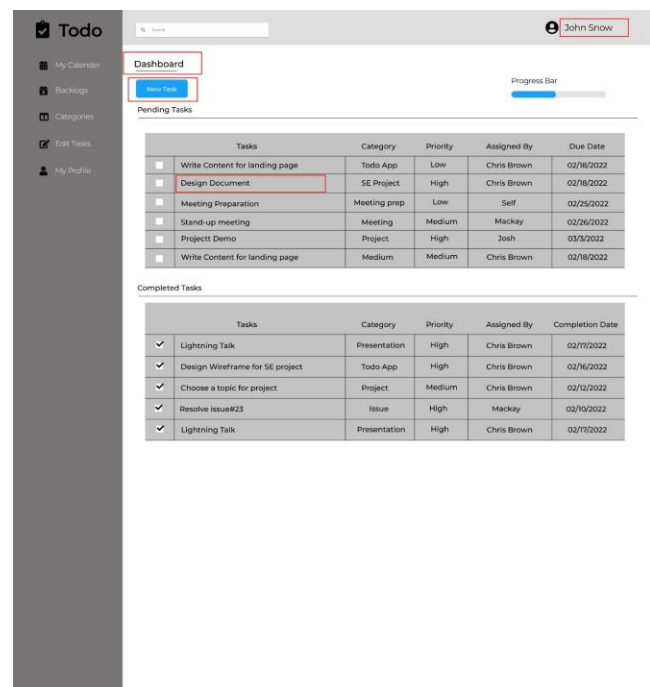 Todo
Search
John Snow
My Calender
Backlogs
Categories
Edit Tasks
My Profile
Dashboard
New Task
Progress Bar
Pending Tasks
Tasks Category Priority Assigned By Due Date
Write Content for landing page Todo App Low Chris Brown 02/18/2022
Design Document SE Project High Chris Brown 02/18/2022
Meeting Preparation Meeting prep Low Self 02/25/2022
Stand-up meeting Meeting Medium Mackay 02/26/2022
Projectt Demo Project High Josh 03/3/2022
Write Content for landing page Medium Medium Chris Brown 02/18/2022
Completed Tasks
Tasks Category Priority Assigned By Completion Date
Lightning Talk Presentation High Chris Brown 02/17/2022
Design Wireframe for SE project Todo App High Chris Brown 02/16/2022
Choose a topic for project Project Medium Chris Brown 02/12/2022
Resolve issue#23 Issue High Mackay 02/10/2022
Lightning Talk Presentation High Chris Brown 02/17/2022